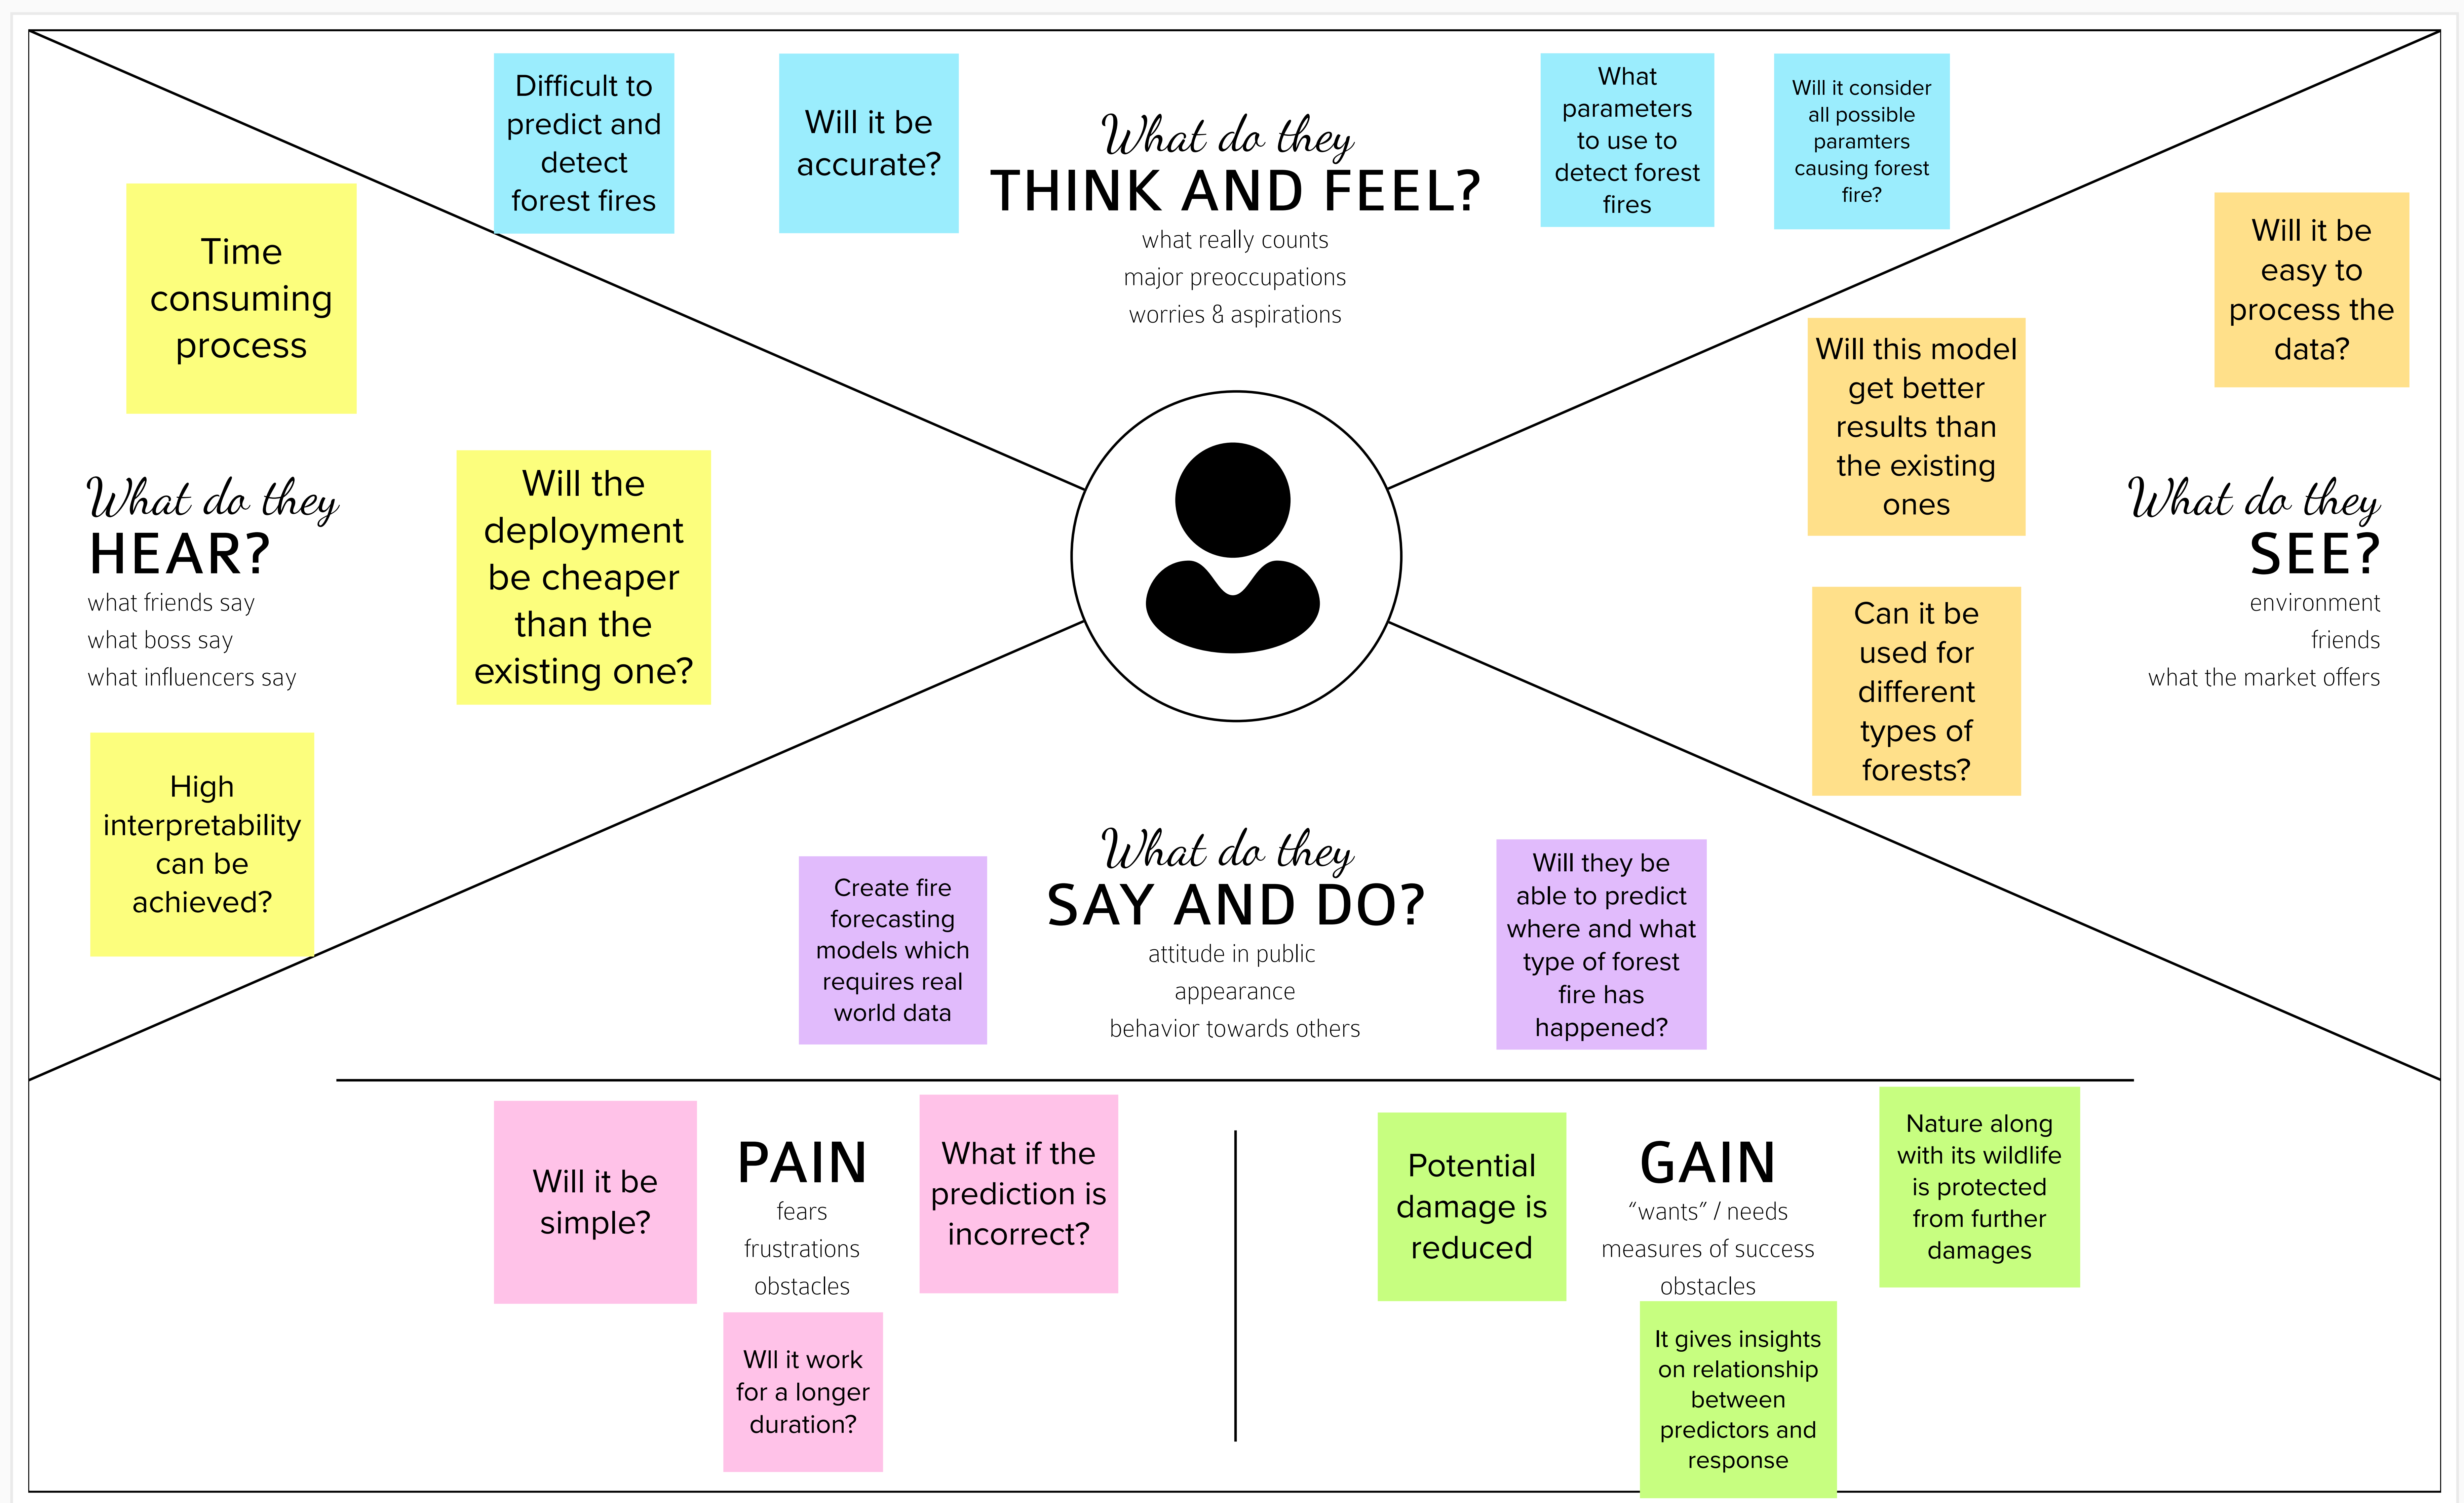 Difficult to
predict and
detect
forest fires
Will it be
accurate?
What do they
THINK AND FEEL?
what really counts
major preoccupations
worries & aspirations
What
parameters
to use to
detect forest
fires
Will it consider
all possible
paramters
causing forest
fire?
Time
consuming
process
Will the
deployment
be cheaper
than the
existing one?
What do they
HEAR?
what friends say
what boss say
what influencers say
High
interpretability
can be
achieved?
Will it be
easy to
process the
data?
Will this model
get better
results than
the existing
ones
What do they
SEE?
environment
friends
what the market offers
Can it be
used for
different
types of
forests?
Create fire
forecasting
models which
requires real
world data
What do they
SAY AND DO?
attitude in public
appearance
behavior towards others
Will they be
able to predict
where and what
type of forest
fire has
happened?
Will it be
simple?
PAIN
fears
frustrations
obstacles
What if the
prediction is
incorrect?
WIl it work
for a longer
duration?
Potential
damage is
reduced
GAIN
“wants” / needs
measures of success
obstacles
Nature along
with its wildlife
is protected
from further
damages
It gives insights
on relationship
between
predictors and
response